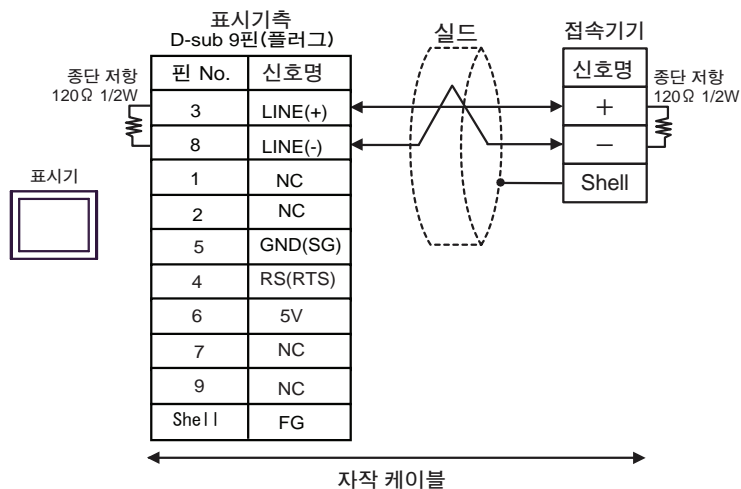 표시기측
D-sub 9핀(플러그)
실드
접속기기
종단 저항
120Ω 1/2W
핀 No. 신호명
신호명
종단 저항
120Ω 1/2W
3 LINE(+)
+
8 LINE(-)
−
표시기
1 NC
Shell
2 NC
5 GND(SG)
4 RS(RTS)
6 5V
7 NC
9 NC
Shell FG
자작 케이블